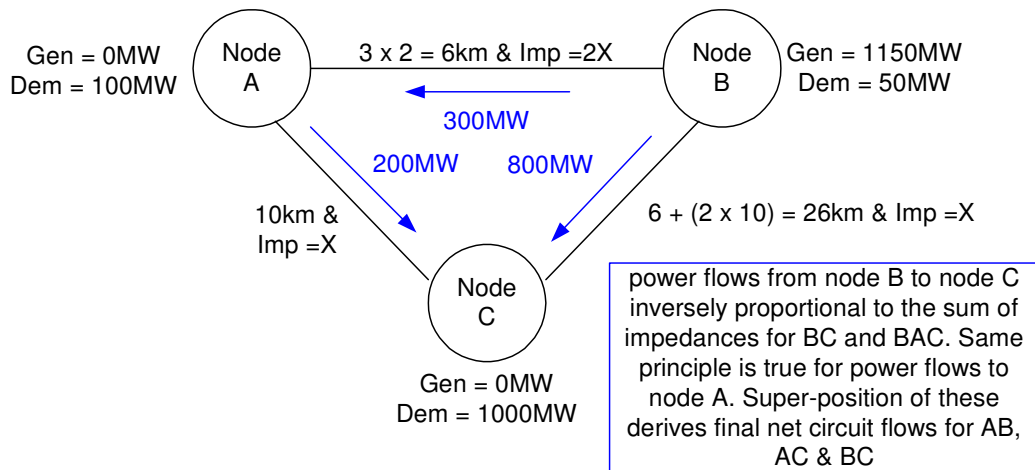 Gen = 0MW
Dem = 100MW
Node
A
3 x 2 = 6km & Imp =2X
Node
B
Gen = 1150MW
Dem = 50MW
300MW
200MW
800MW
10km &
Imp =X
6 + (2 x 10) = 26km & Imp =X
Node
C
Gen = 0MW
Dem = 1000MW
power flows from node B to node C
inversely proportional to the sum of
impedances for BC and BAC. Same
principle is true for power flows to
node A. Super-position of these
derives final net circuit flows for AB,
AC & BC